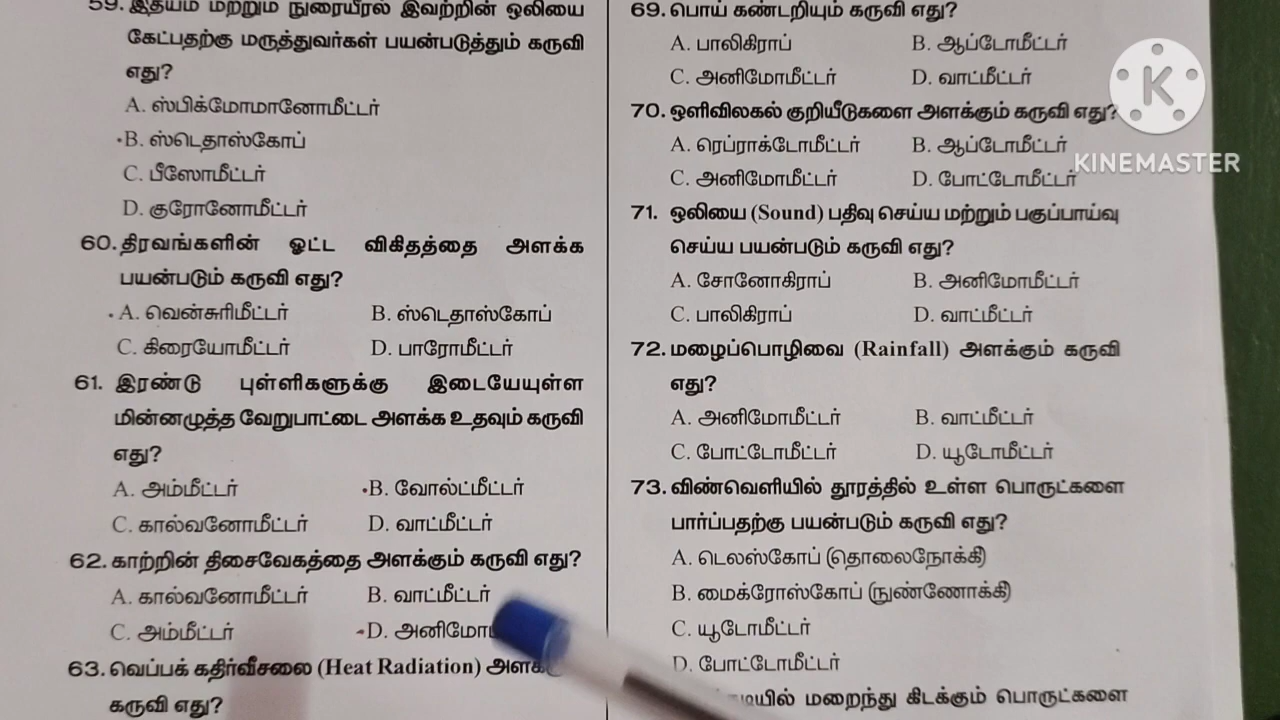 59. இதயம் மற்றும் நுரையீரல் இவற்றின் ஒலியை
கேட்பதற்கு மருத்துவர்கள் பயன்படுத்தும் கருவி
எது?
A. ஸ்பிக்மோமானோமீட்டர்
B. ஸ்டெதாஸ்கோப்
C. பீஸோமீட்டர்
D. குரோனோமீட்டர்
60. திரவங்களின் ஓட்ட விகிதத்தை அளக்க
பயன்படும் கருவி எது?
A. வென்சுரிமீட்டர் B. ஸ்டெதாஸ்கோப்
C. கிரையோமீட்டர் D. பாரோமீட்டர்
61. இரண்டு புள்ளிகளுக்கு இடையேயுள்ள
மின்னழுத்த வேறுபாட்டை அளக்க உதவும் கருவி
எது?
A. அம்மீட்டர் B. வோல்ட்மீட்டர்
C. கால்வனோமீட்டர் D. வாட்மீட்டர்
62. காற்றின் திசைவேகத்தை அளக்கும் கருவி எது?
A. கால்வனோமீட்டர் B. வாட்மீட்டர்
C. அம்மீட்டர் D.
63. வெப்பக் கதிர்வீசலை (Heat Radiation)
கருவி எது?
69. பொய் கண்டறியும் கருவி எது?
A. பாலிகிராப் B. ஆப்டோமீட்டர்
C. அனிமோமீட்டர் D. வாட்மீட்டர்
70. ஒளிவிலகல் குறியீடுகளை அளக்கும் கருவி எது?
A. ரெப்ராக்டோமீட்டர் B. ஆப்டோமீட்டர்
C. அனிமோமீட்டர் D. போட்டோமீட்டர்
71. ஒலியை (Sound) பதிவு செய்ய மற்றும் பகுப்பாய்வு
செய்ய பயன்படும் கருவி எது?
A. சோனோகிராப் B. அனிமோமீட்டர்
C. பாலிகிராப் D. வாட்மீட்டர்
72. மழைப்பொழிவை (Rainfall) அளக்கும் கருவி
எது?
A. அனிமோமீட்டர் B. வாட்மீட்டர்
C. போட்டோமீட்டர் D. யூடோமீட்டர்
73. விண்வெளியில் தூரத்தில் உள்ள பொருட்களை
பார்ப்பதற்கு பயன்படும் கருவி எது?
A. டெலஸ்கோப் (தொலைநோக்கி)
B. மைக்ரோஸ்கோப் (நுண்ணோக்கி)
C. யூடோமீட்டர்
D. போட்டோமீட்டர்
மறைந்து கிடக்கும் பொருட்களை
K
KINEMASTER